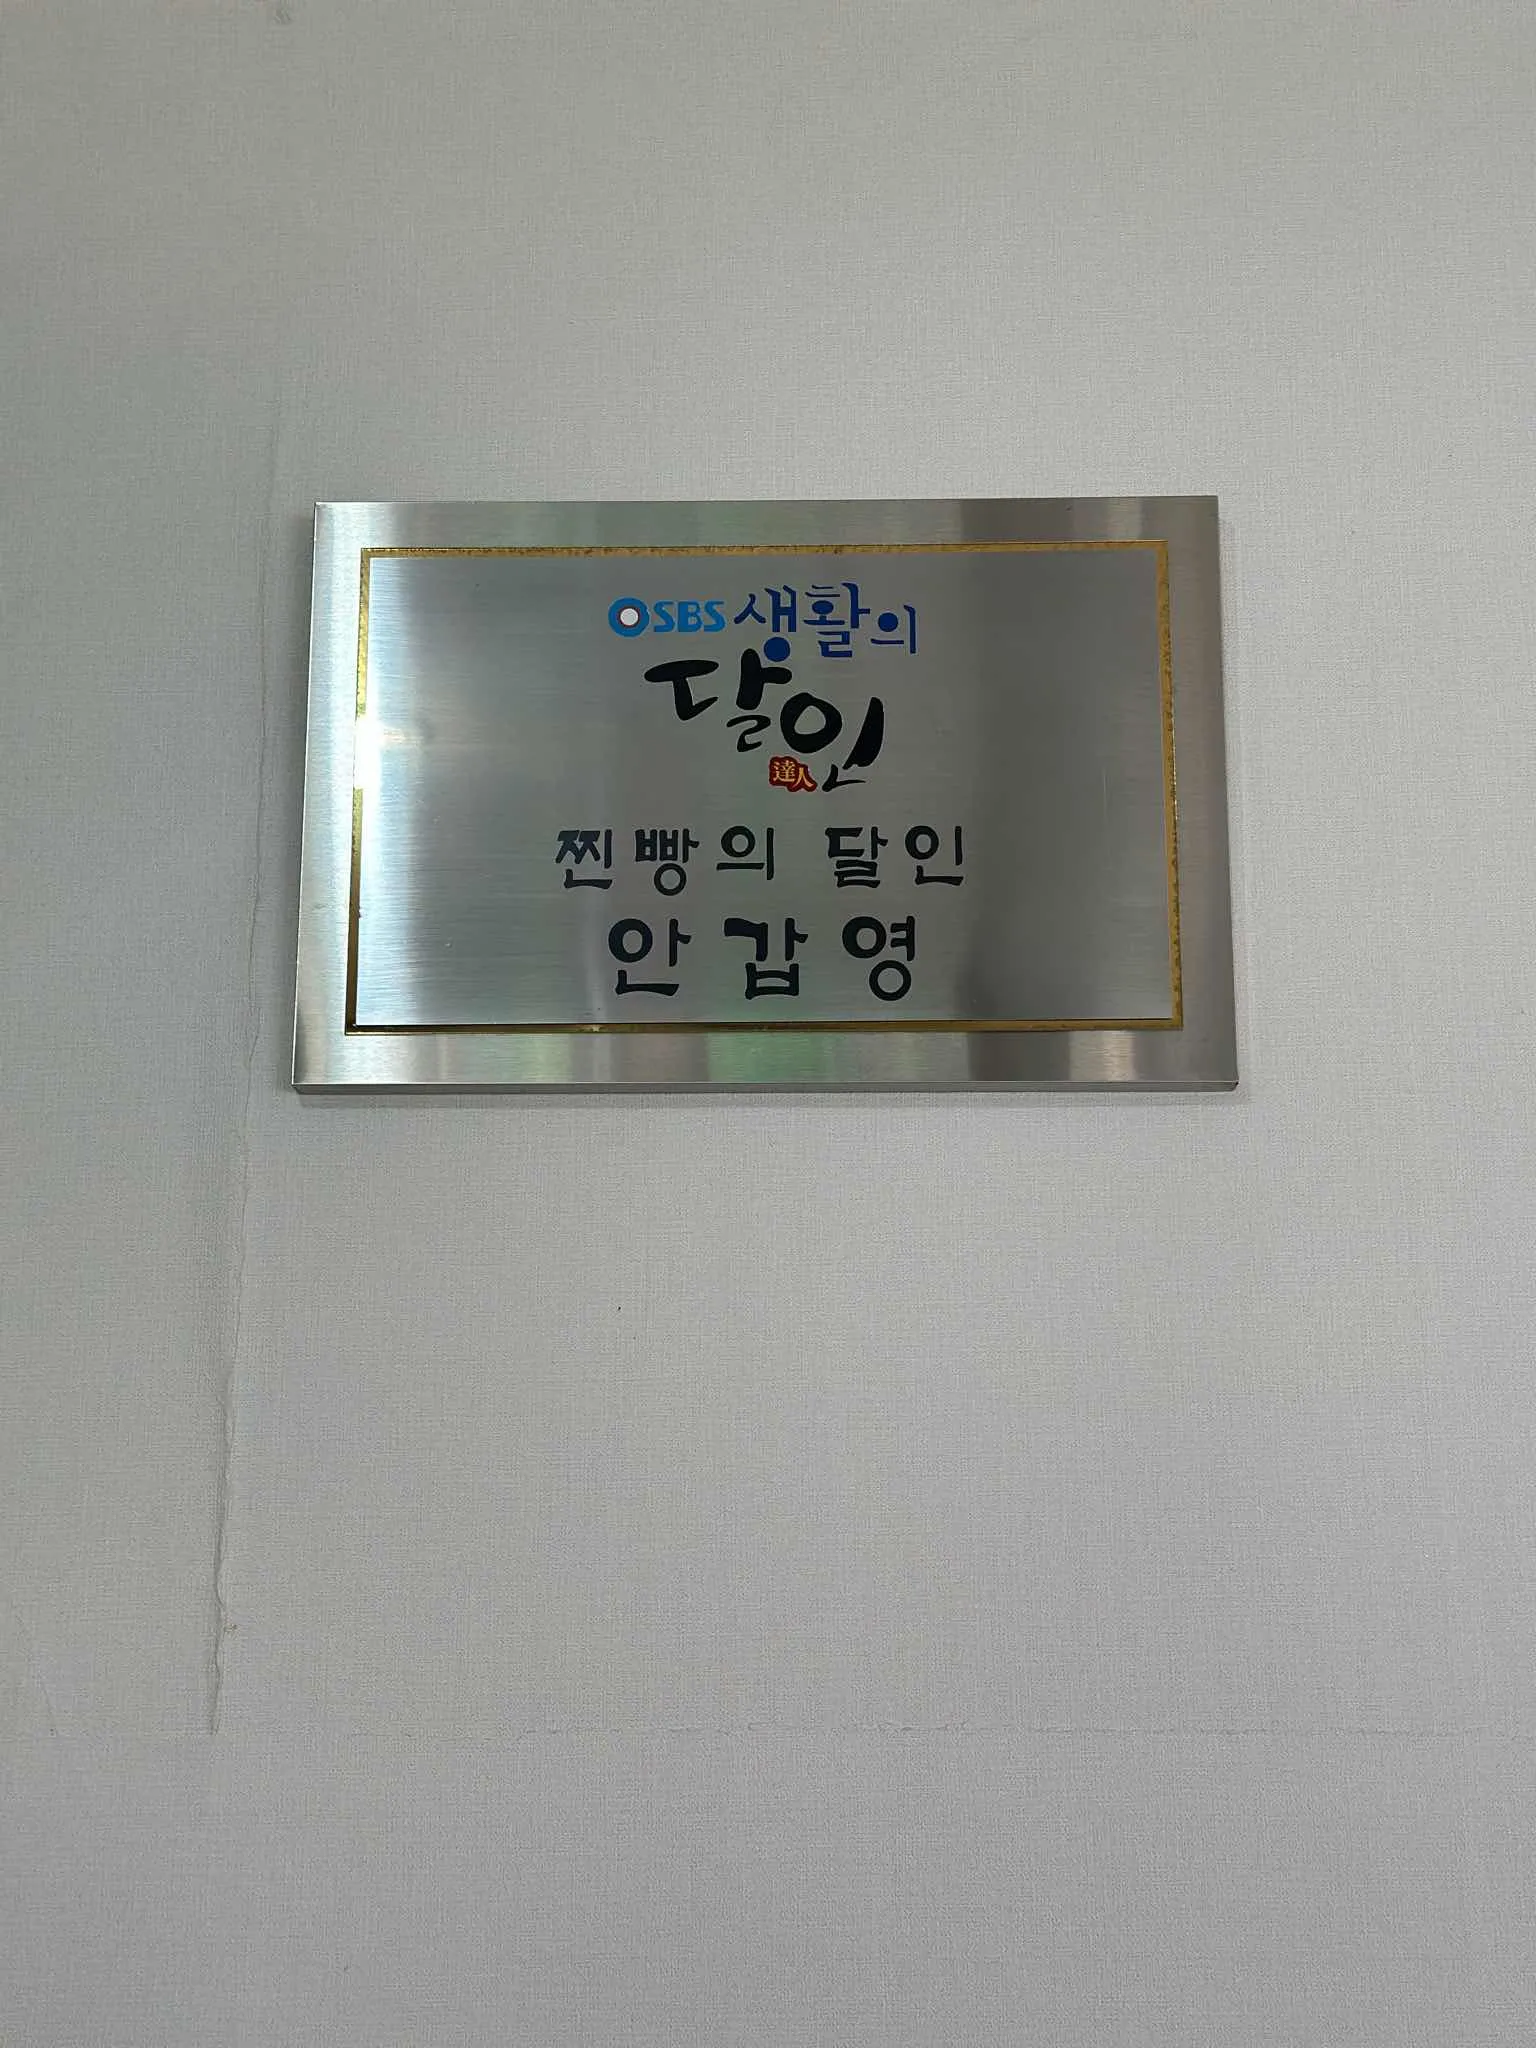 SBS 생활의
달인
達人
찐빵의 달인
안갑영